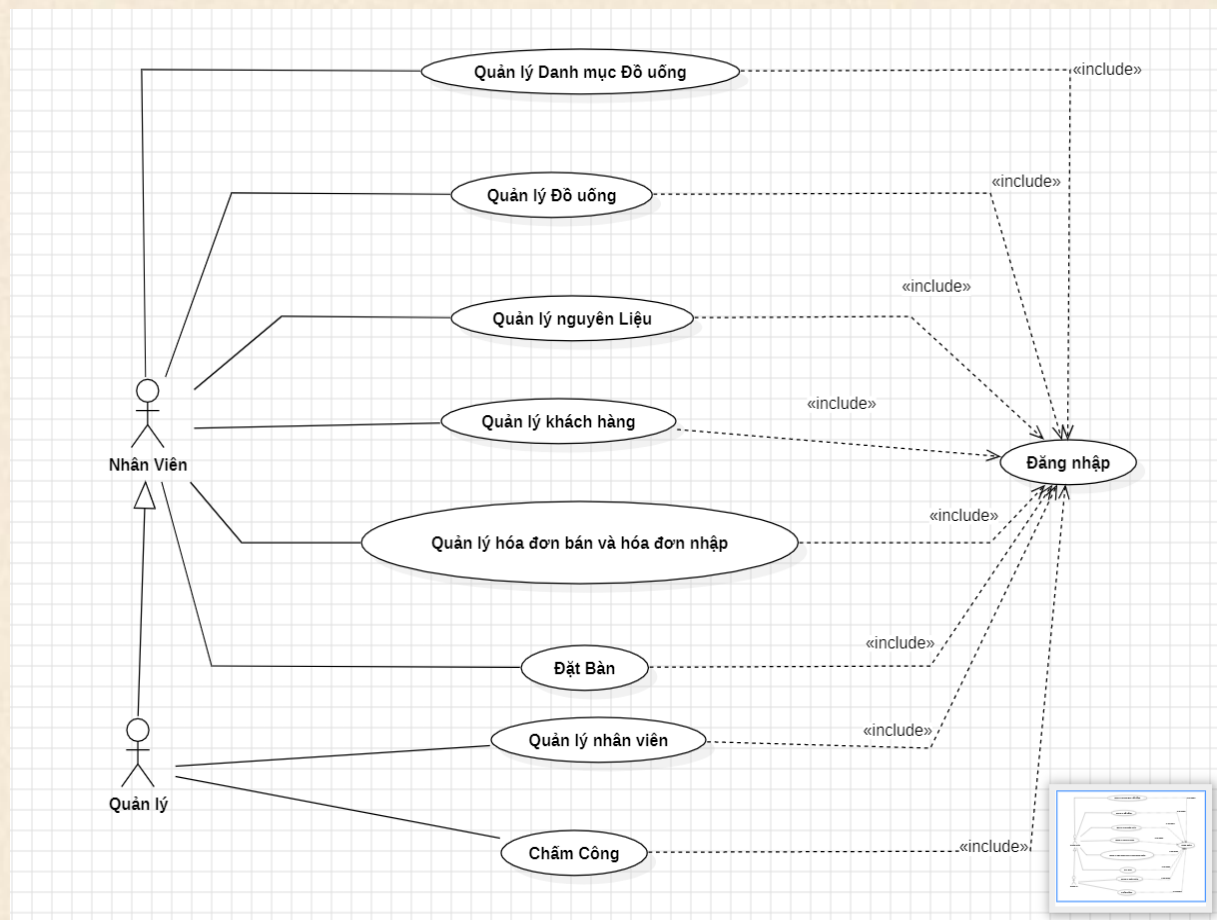 Quản lý Danh mục Đồ uống
«include»
Quản lý Đồ uống
«include»
Quản lý nguyên Liệu
«include»
Quản lý khách hàng
«include»
Nhân Viên
Đăng nhập
Quản lý hóa đơn bán và hóa đơn nhập
«include»
Đặt Bàn
«include»
Quản lý nhân viên
«include»
Quản lý
Chấm Công
«include»